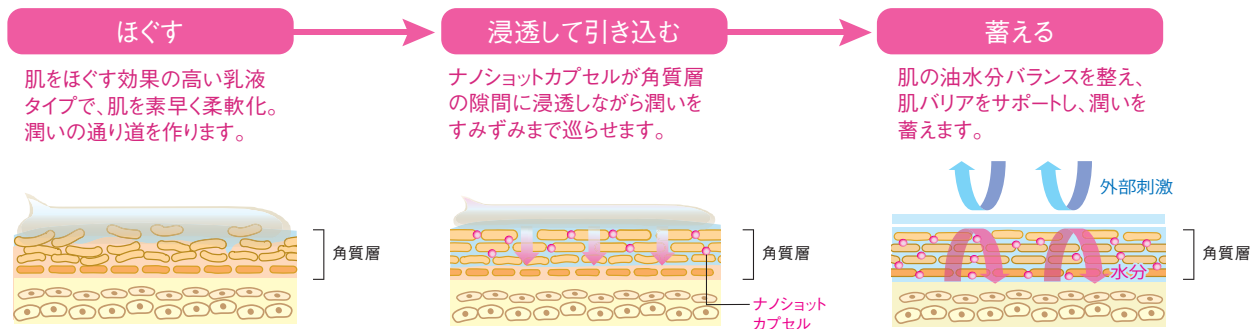 ほぐす
肌をほぐす効果の高い乳液
タイプで、肌を素早く柔軟化。
潤いの通り道を作ります。
角質層
浸透して引き込む
ナノショットカプセルが角質層
の隙間に浸透しながら潤いを
すみずみまで巡らせます。
角質層
ナノショット
カプセル
蓄える
肌の油水分バランスを整え、
肌バリアをサポートし、潤いを
蓄えます。
外部刺激
角質層
水分